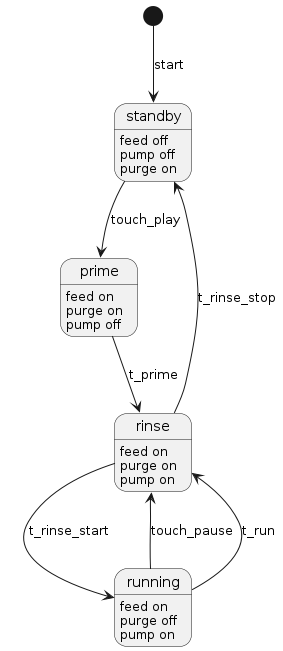 start
standby
feed off
pump off
purge on
touch_play
prime
feed on
purge on
pump off
t_rinse_stop
t_prime
rinse
feed on
purge on
pump on
t_rinse_start
touch_pause
t_run
running
feed on
purge off
pump on